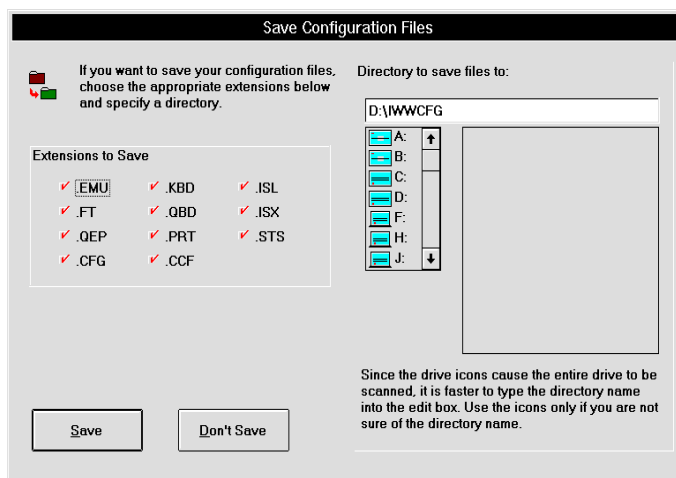 Save Configuration Files
If you want to save your configuration files,
choose the appropriate extensions below
and specify a directory.
Extensions to Save
.EMU .KBD .ISL
.FT .QBD .ISX
.QEP .PRT .STS
.CFG .CCF
Save Don't Save
Directory to save files to:
D:\IWWCFG
A:
B:
C:
D:
F:
H:
J:
Since the drive icons cause the entire drive to be
scanned, it is faster to type the directory name
into the edit box. Use the icons only if you are not
sure of the directory name.